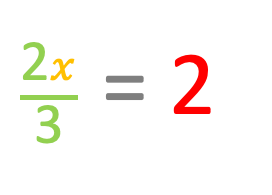 2x/3 = 2